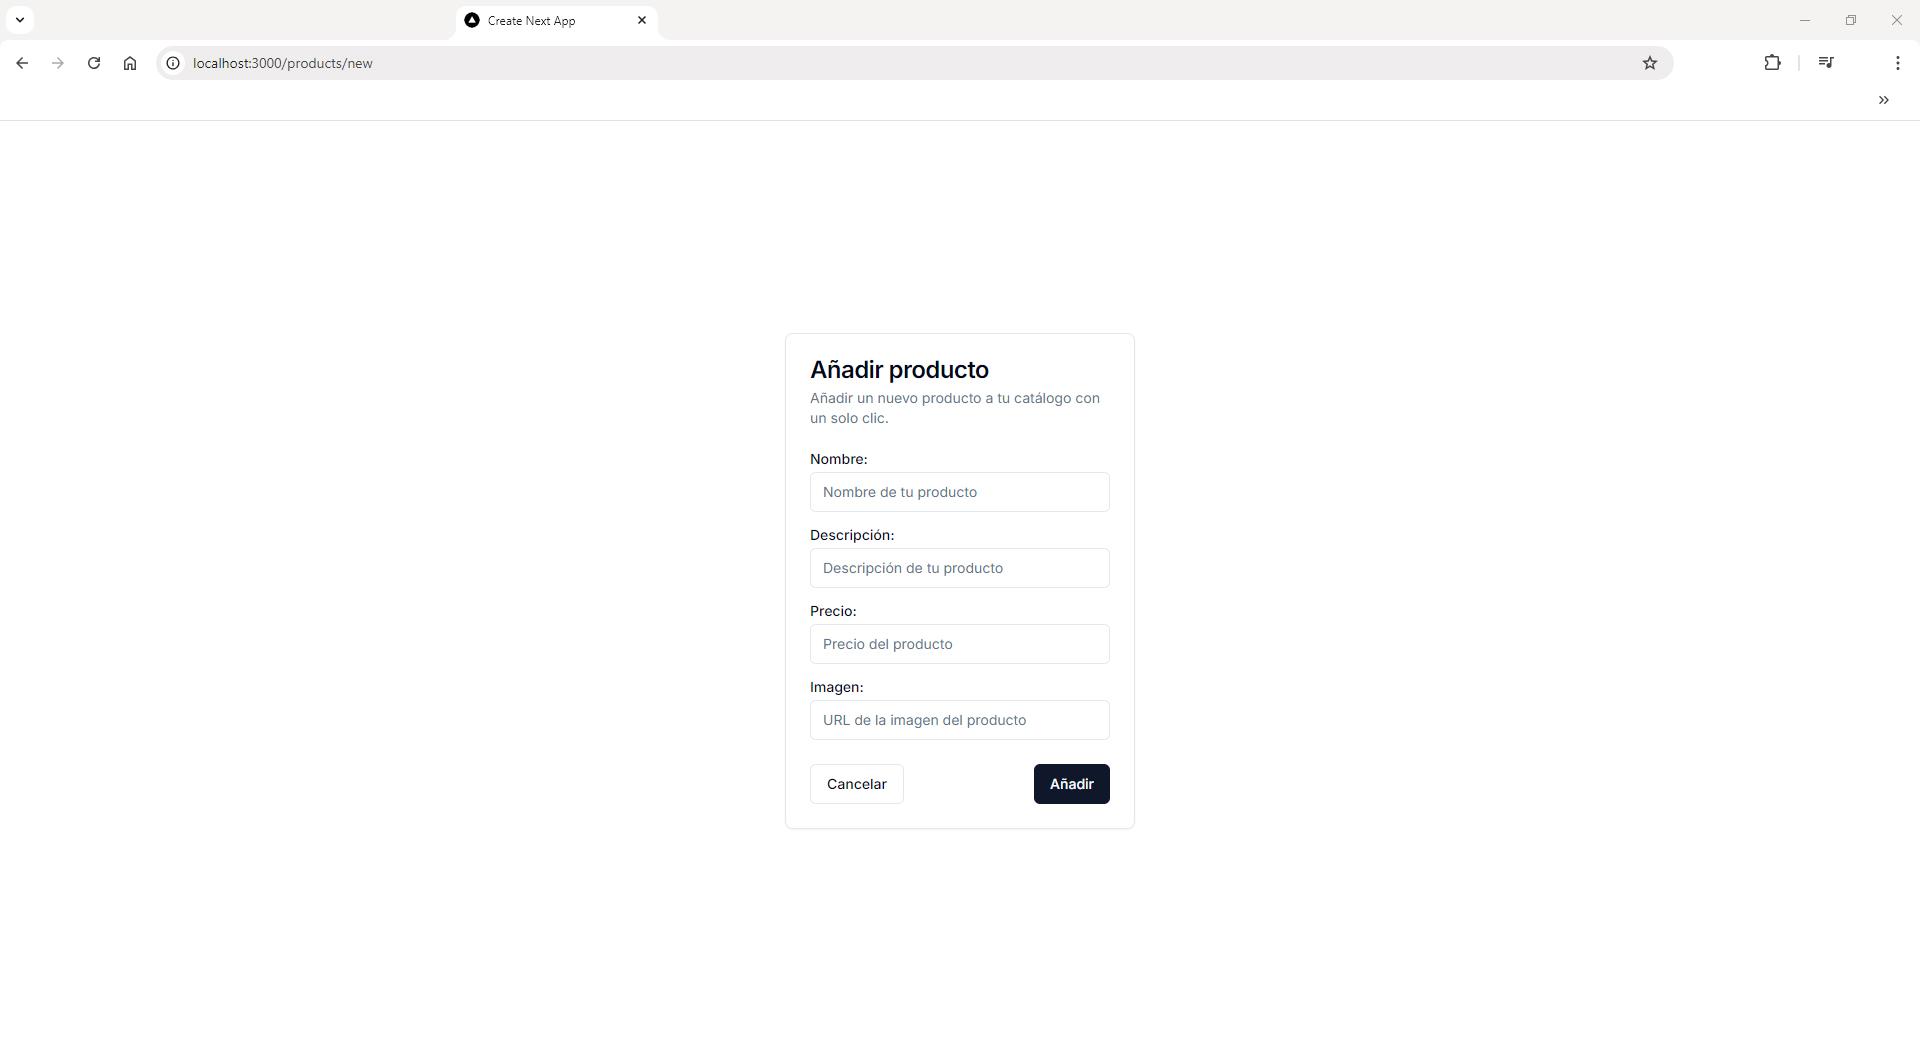 Create Next App
localhost:3000/products/new
Añadir producto
Añadir un nuevo producto a tu catálogo con
un solo clic.
Nombre:
Nombre de tu producto
Descripción:
Descripción de tu producto
Precio:
Precio del producto
Imagen:
URL de la imagen del producto
Cancelar
Añadir